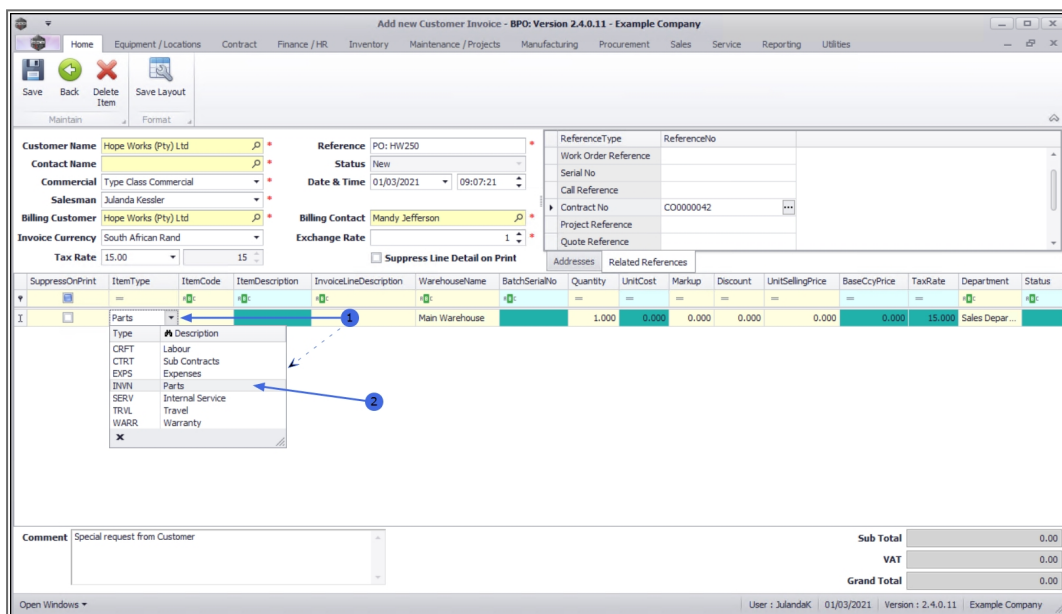 Add new Customer Invoice - BPO: Version 2.4.0.11 - Example Company
Home Equipment / Locations Contract Finance / HR Inventory Maintenance / Projects Manufacturing Procurement Sales Service Reporting Utilities
Save Back Delete Item Save Layout
Maintain Format
Customer Name Hope Works (Pty) Ltd * Reference PO: HW250 *
Contact Name * Status New
Commercial Type Class Commercial * Date & Time 01/03/2021 09:07:21 *
Salesman Julanda Kessler *
Billing Customer Hope Works (Pty) Ltd * Billing Contact Mandy Jefferson *
Invoice Currency South African Rand Exchange Rate 1 *
Tax Rate 15.00 15 Suppress Line Detail on Print
ReferenceType ReferenceNo
Work Order Reference
Serial No
Call Reference
Contract No CO0000042 ...
Project Reference
Quote Reference
Addresses Related References
SuppressOnPrint ItemType ItemCode ItemDescription InvoiceLineDescription WarehouseName BatchSerialNo Quantity UnitCost Markup Discount UnitSellingPrice BaseCcyPrice TaxRate Department Status
Parts 1 Main Warehouse 1.000 0.000 0.000 0.000 0.000 0.000 15.000 Sales Depar...
Type Description
CRFT Labour
CTRT Sub Contracts
EXPS Expenses
INVN Parts
SERV Internal Service
TRVL Travel
WARR Warranty
2
Comment Special request from Customer
Sub Total 0.00
VAT 0.00
Grand Total 0.00
Open Windows User : JulandaK 01/03/2021 Version : 2.4.0.11 Example Company